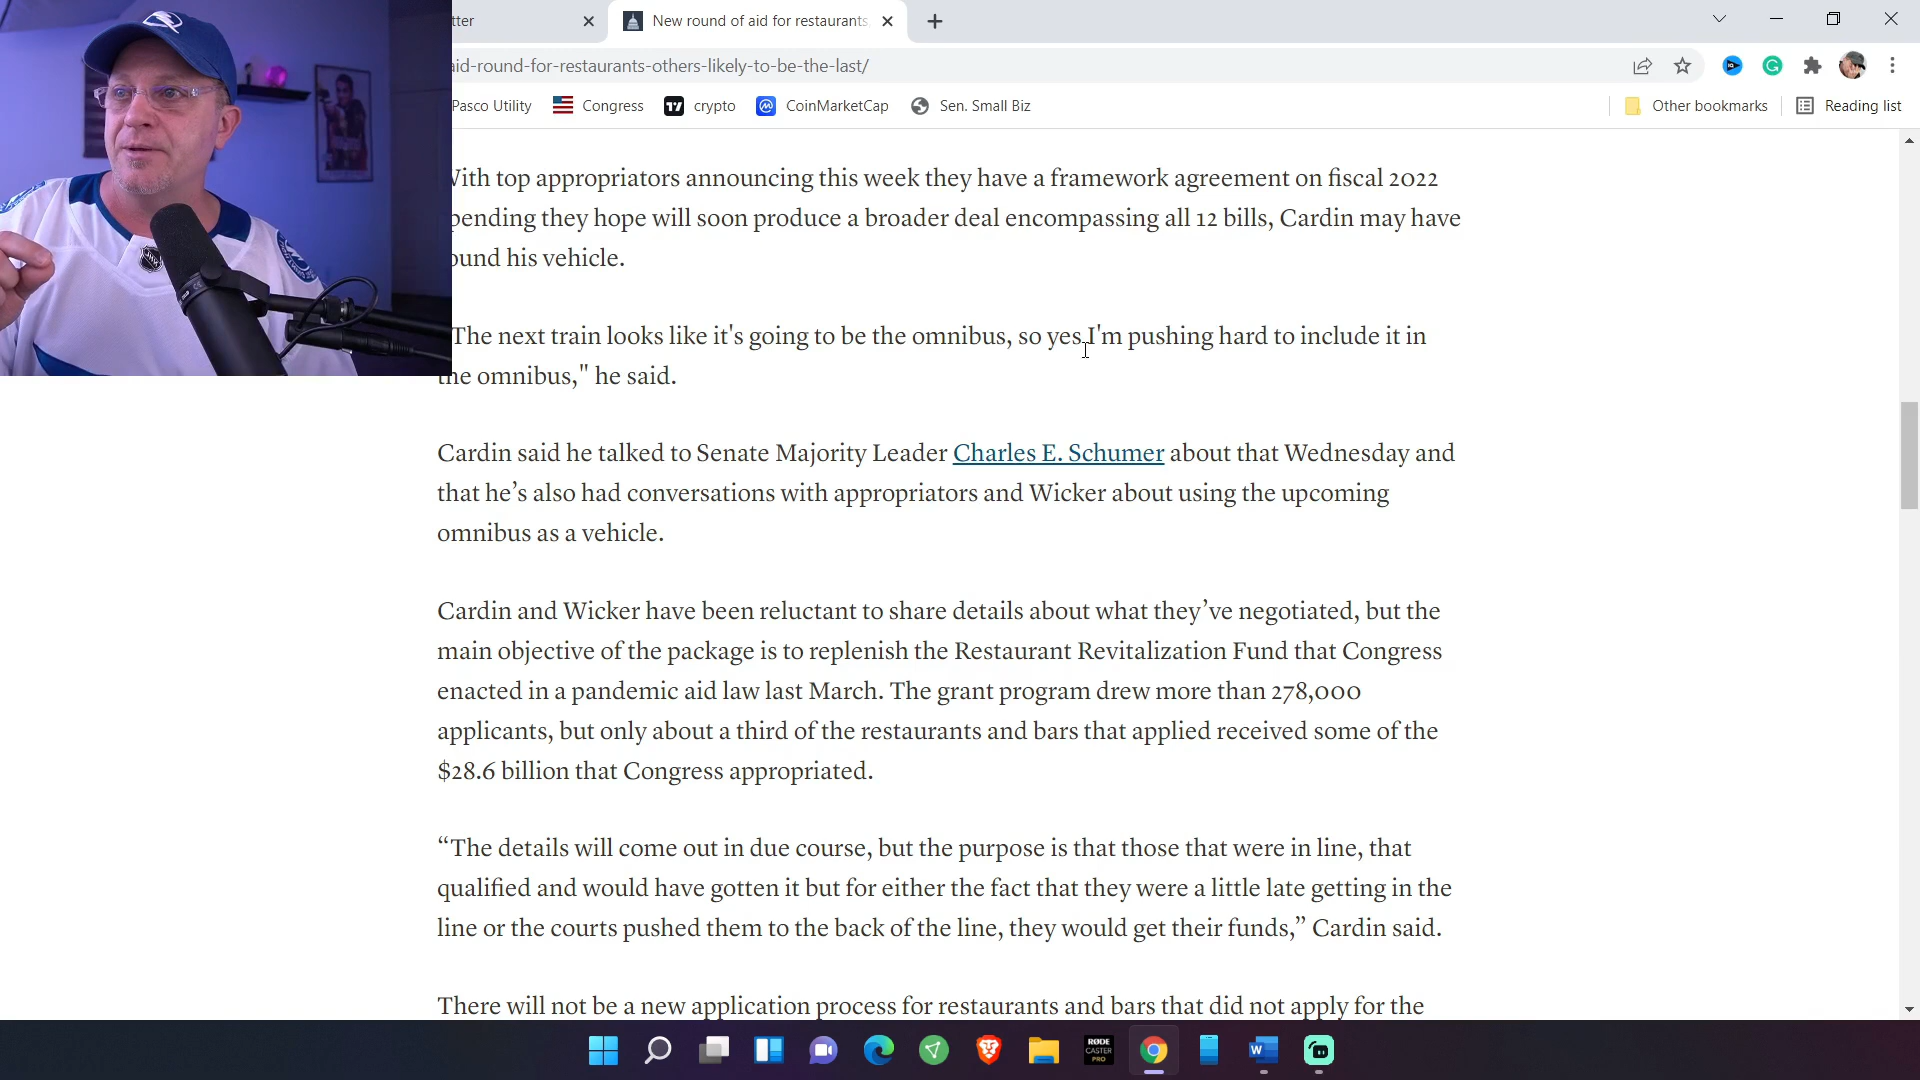 tter
New round of aid for restaurants
aid-round-for-restaurants-others-likely-to-be-the-last/
Pasco Utility Congress crypto CoinMarketCap Sen. Small Biz Other bookmarks Reading list
With top appropriators announcing this week they have a framework agreement on fiscal 2022
pending they hope will soon produce a broader deal encompassing all 12 bills, Cardin may have
ound his vehicle.
The next train looks like it's going to be the omnibus, so yes I'm pushing hard to include it in
the omnibus," he said.
Cardin said he talked to Senate Majority Leader Charles E. Schumer about that Wednesday and
that he’s also had conversations with appropriators and Wicker about using the upcoming
omnibus as a vehicle.
Cardin and Wicker have been reluctant to share details about what they’ve negotiated, but the
main objective of the package is to replenish the Restaurant Revitalization Fund that Congress
enacted in a pandemic aid law last March. The grant program drew more than 278,000
applicants, but only about a third of the restaurants and bars that applied received some of the
$28.6 billion that Congress appropriated.
“The details will come out in due course, but the purpose is that those that were in line, that
qualified and would have gotten it but for either the fact that they were a little late getting in the
line or the courts pushed them to the back of the line, they would get their funds,” Cardin said.
There will not be a new application process for restaurants and bars that did not apply for the
RØDE
CASTER
PRO